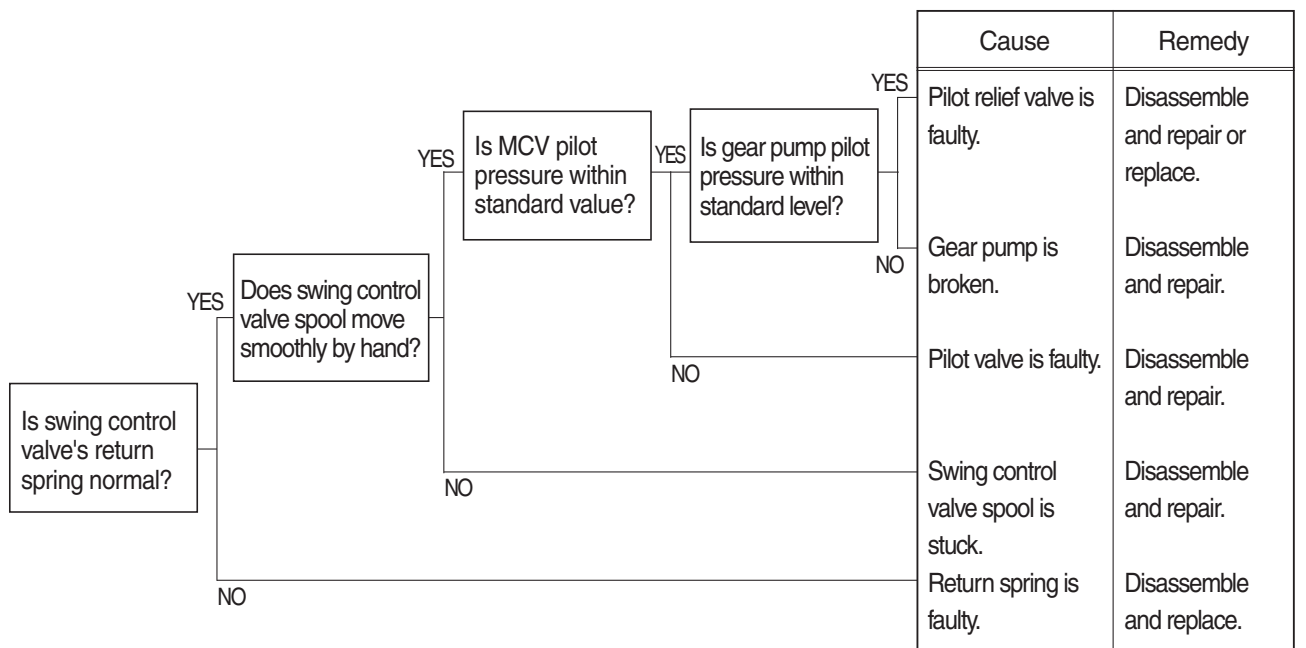 Cause
Remedy
YES
Pilot relief valve is
faulty.
Disassemble
and repair or
replace.
YES
Is MCV pilot
pressure within
standard value?
YES
Is gear pump pilot
pressure within
standard level?
NO
Gear pump is
broken.
Disassemble
and repair.
YES
Does swing control
valve spool move
smoothly by hand?
NO
Pilot valve is faulty.
Disassemble
and repair.
Is swing control
valve's return
spring normal?
NO
Swing control
valve spool is
stuck.
Disassemble
and repair.
NO
Return spring is
faulty.
Disassemble
and replace.